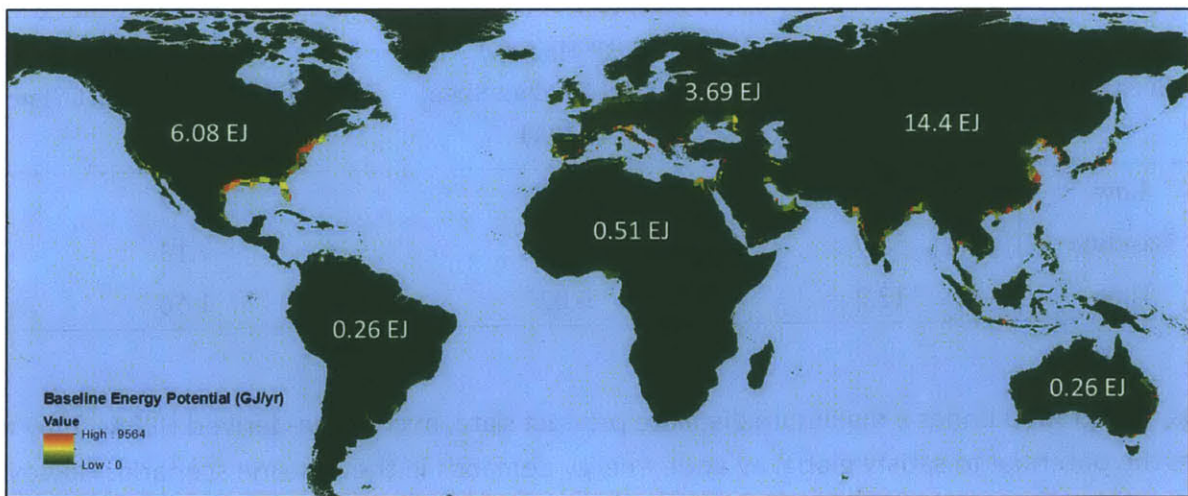 3.69 EJ
6.08 EJ
14.4 EJ
0.51 EJ
0.26 EJ
0.26 EJ
Baseline Energy Potential (GJ/yr)
Value
High : 9564
Low : 0